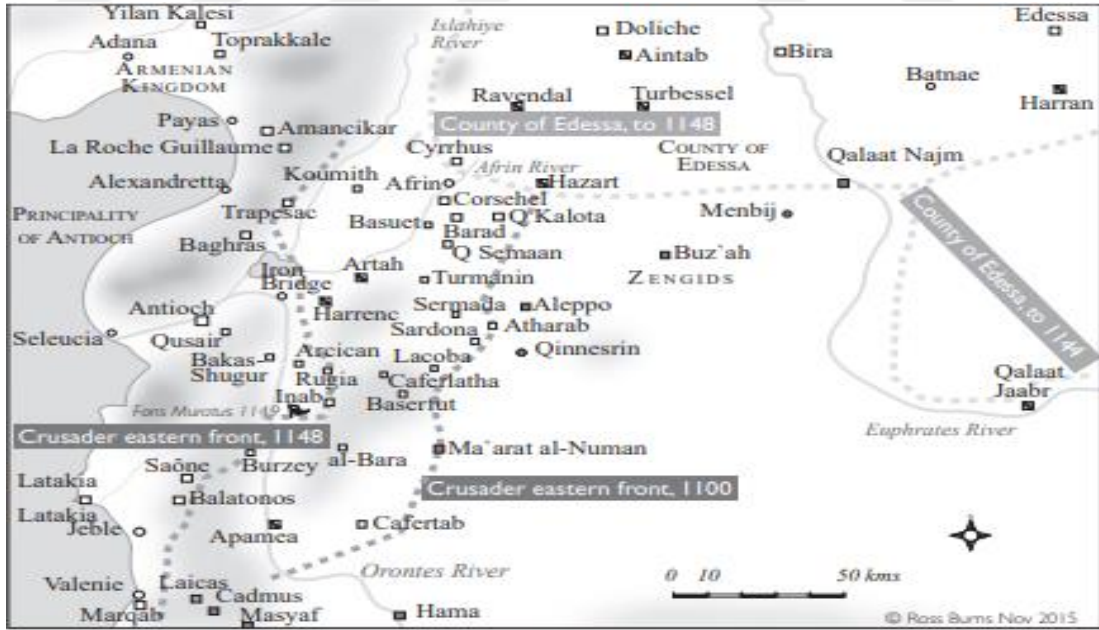 Yilan Kalesi
Adana
Toprakkale
ARMENIAN
KINGDOM
Islahiye
River
Doliche
Aintab
Bira
Edessa
Batnae
Harran
Ravendal
Turbessel
Payas
Amancikar
County of Edessa, to 1148
La Roche Guillaume
Cyrrhus
COUNTY OF
EDESSA
Afrin River
Qalaat Najm
Alexandretta
Koumith
Afrin
Hazart
Trapesac
Corsehel
PRINCIPALITY
OF ANTIOCH
Basuet
Q Kalota
Menbij
Barad
Baghras
Q Semaan
Buz`ah
County of Edessa, to 1144
Iron
Bridge
Artah
Turmanin
ZENGIDS
Antioch
Harrenc
Sermada
Aleppo
Seleucia
Qusair
Sardona
Atharab
Bakas-
Shugur
Arcican
Lacoba
Qinnesrin
Rugia
Caferlatha
Qalaat
Jaabr
Inab
Basertut
Fons Muratus 1149
Euphrates River
Crusader eastern front, 1148
Burzey
al-Bara
Ma`arat al-Numan
Saône
Latakia
Crusader eastern front, 1100
Balatonos
Latakia
Jeble
Apamea
Cafertab
Orontes River
0 10 50 kms
Valenie
Laicas
Cadmus
Marqab
Masyaf
Hama
© Ross Burns Nov 2015